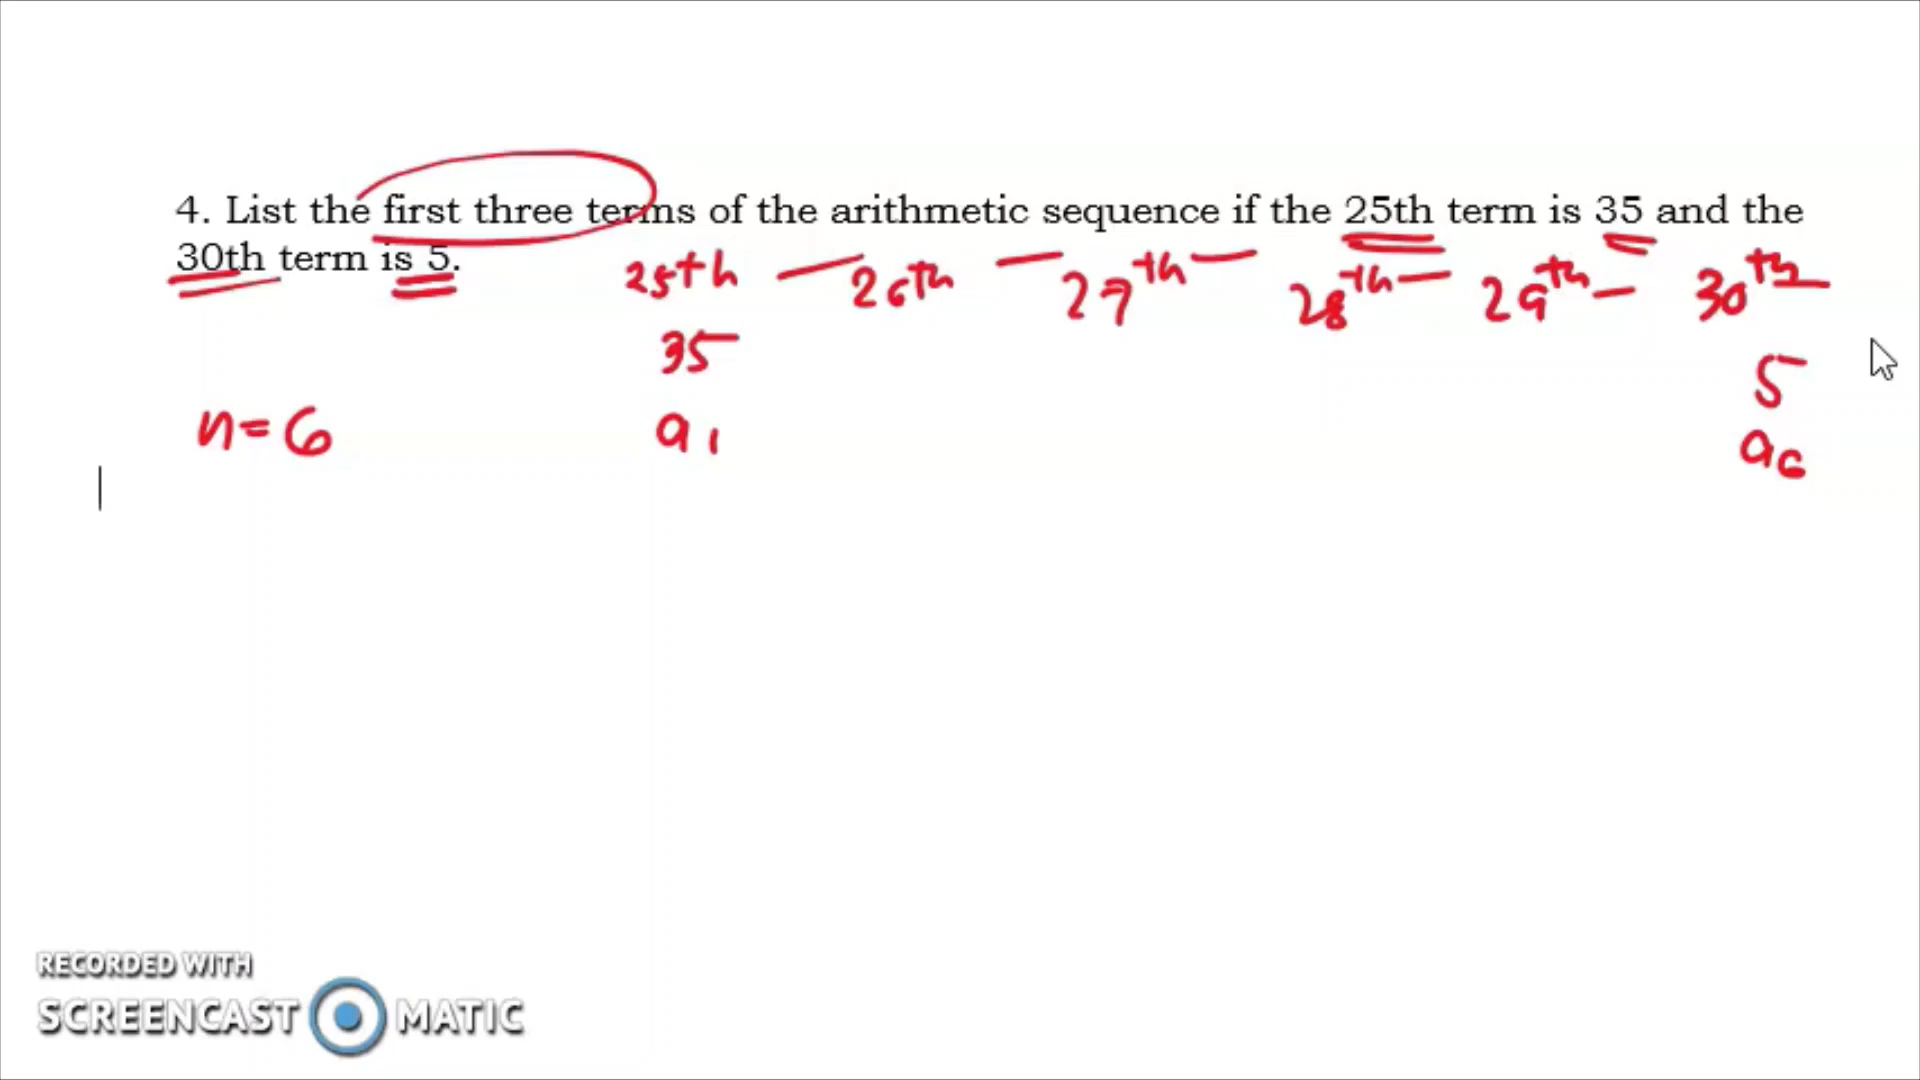 4. List the first three terms of the arithmetic sequence if the 25th term is 35 and the
30th term is 5.
25th — 26th — 27th — 28th — 29th — 30th
35 5
n=6 a1 a6
RECORDED WITH
SCREENCAST MATIC